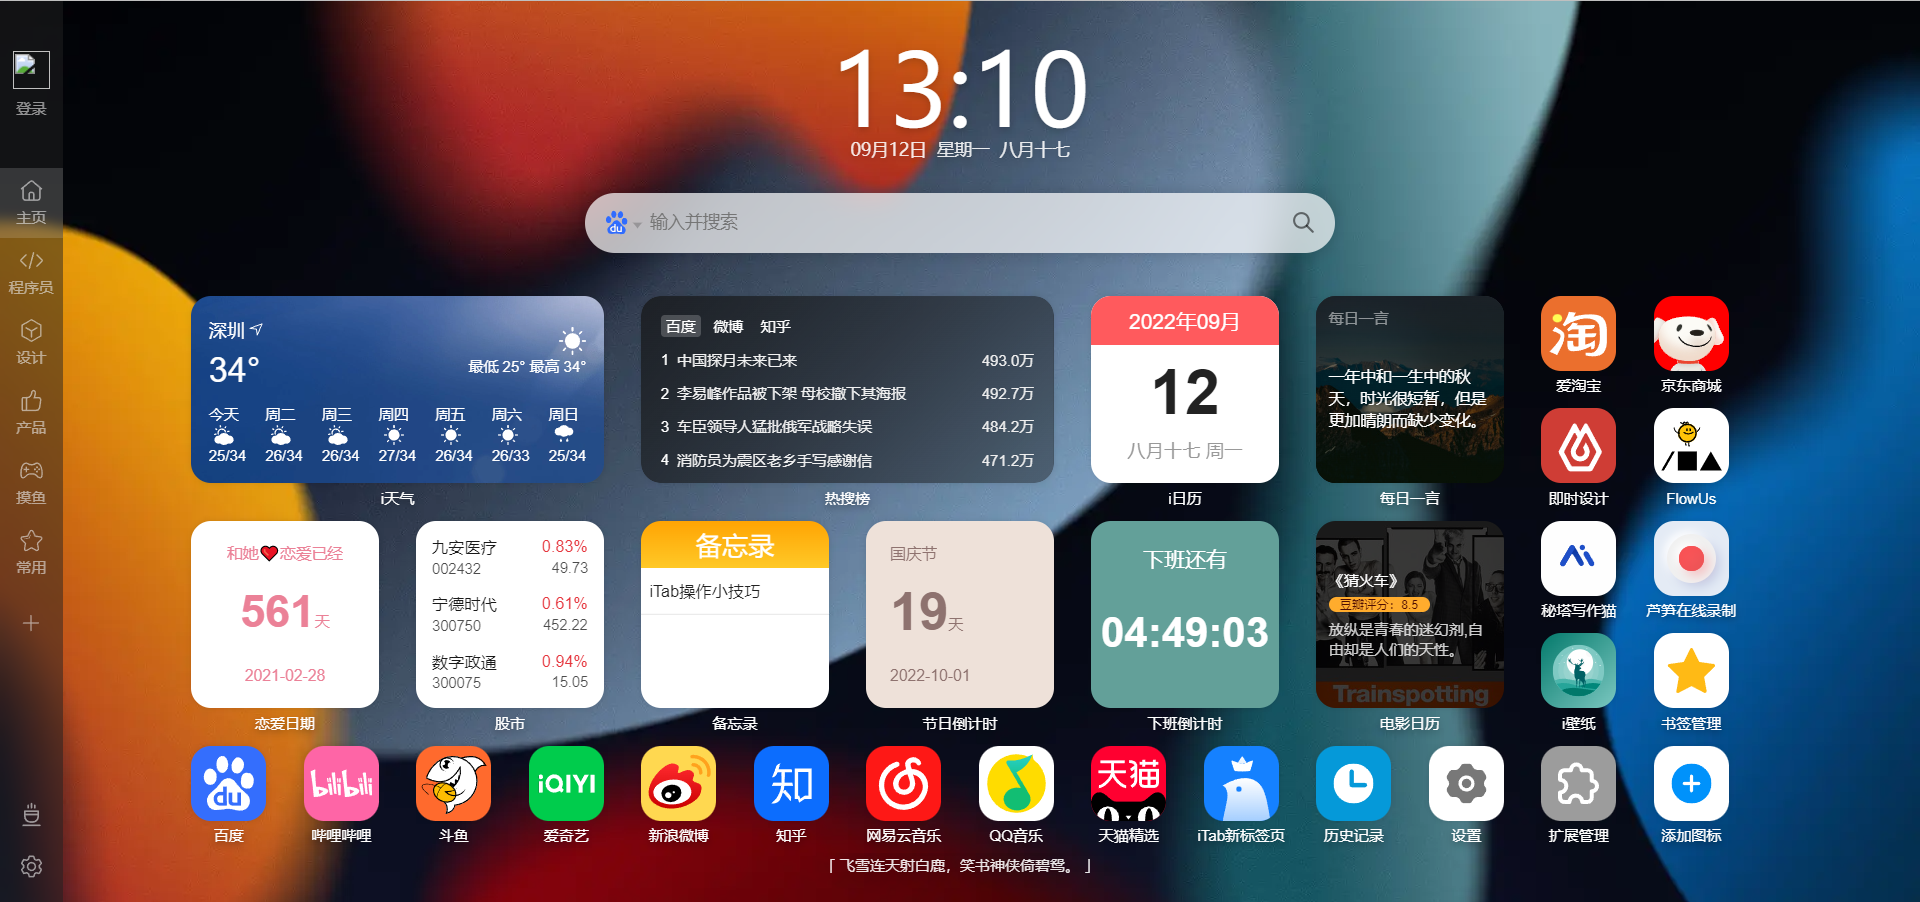 13:10
09月12日 星期一 八月十七
登录
主页
程序员
设计
产品
摸鱼
常用
du 输入并搜索
深圳
34°
最低 25° 最高 34°
今天 周二 周三 周四 周五 周六 周日
25/34 26/34 26/34 27/34 26/34 26/33 25/34
i天气
百度 微博 知乎
1 中国探月未来已来 493.0万
2 李易峰作品被下架 母校撤下其海报 492.7万
3 车臣领导人猛批俄军战略失误 484.2万
4 消防员为震区老乡手写感谢信 471.2万
热搜榜
2022年09月
12
八月十七 周一
i日历
每日一言
一年中和一生中的秋
天，时光很短暂，但是
更加晴朗而缺少变化。
每日一言
淘
爱淘宝
京东商城
即时设计
FlowUs
和她❤恋爱已经
561天
2021-02-28
恋爱日期
九安医疗 0.83%
002432 49.73
宁德时代 0.61%
300750 452.22
数字政通 0.94%
300075 15.05
股市
备忘录
iTab操作小技巧
备忘录
国庆节
19天
2022-10-01
节日倒计时
下班还有
04:49:03
下班倒计时
《猜火车》
豆瓣评分：8.5
放纵是青春的迷幻剂,自
由却是人们的天性。
Trainspotting
电影日历
秘塔写作猫
芦笋在线录制
i壁纸
书签管理
du
百度
bilibili
哔哩哔哩
斗鱼
iQIYI
爱奇艺
新浪微博
知
知乎
网易云音乐
QQ音乐
天猫
天猫精选
iTab新标签页
历史记录
设置
扩展管理
添加图标
「 飞雪连天射白鹿，笑书神侠倚碧鸳。 」